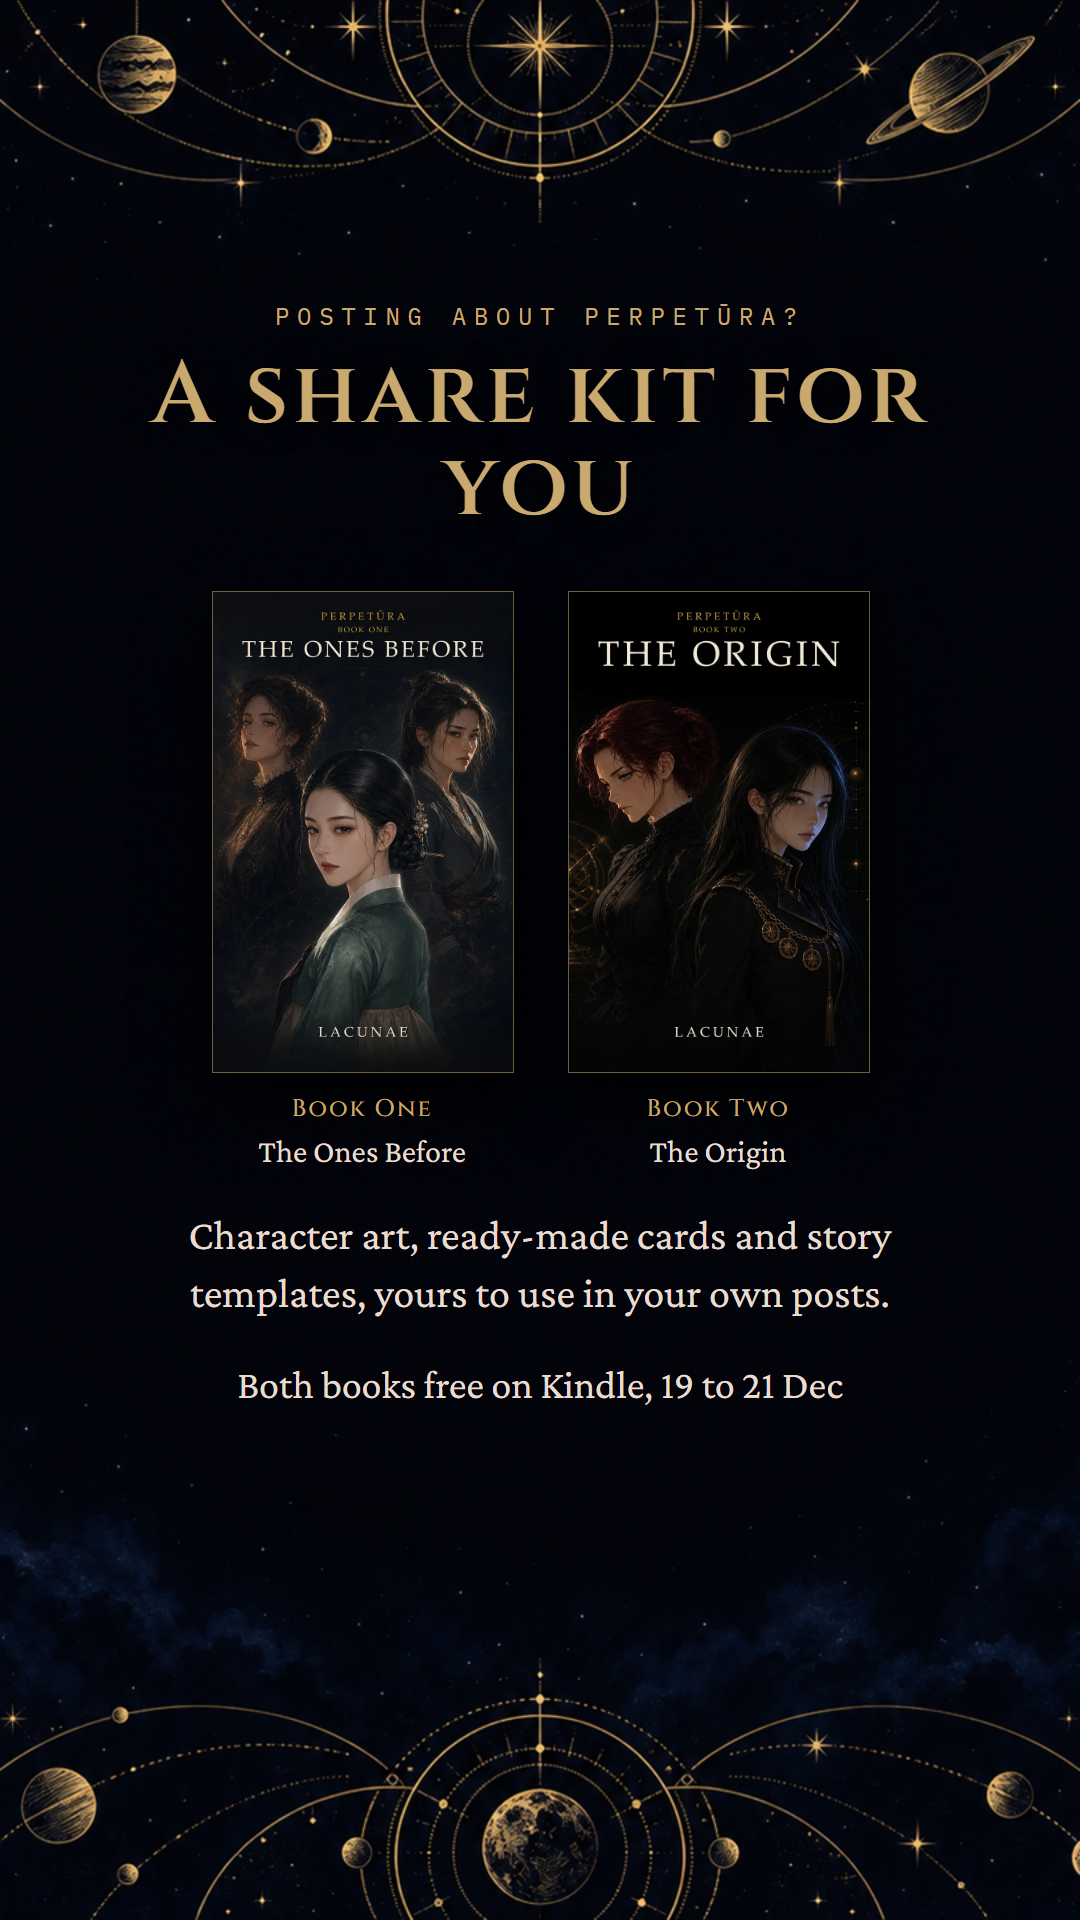 POSTING ABOUT PERPETŪRA?
A SHARE KIT FOR
YOU
PERPETŪRA
BOOK ONE
THE ONES BEFORE
LACUNAE
PERPETŪRA
BOOK TWO
THE ORIGIN
LACUNAE
Book One
The Ones Before
Book Two
The Origin
Character art, ready-made cards and story
templates, yours to use in your own posts.
Both books free on Kindle, 19 to 21 Dec